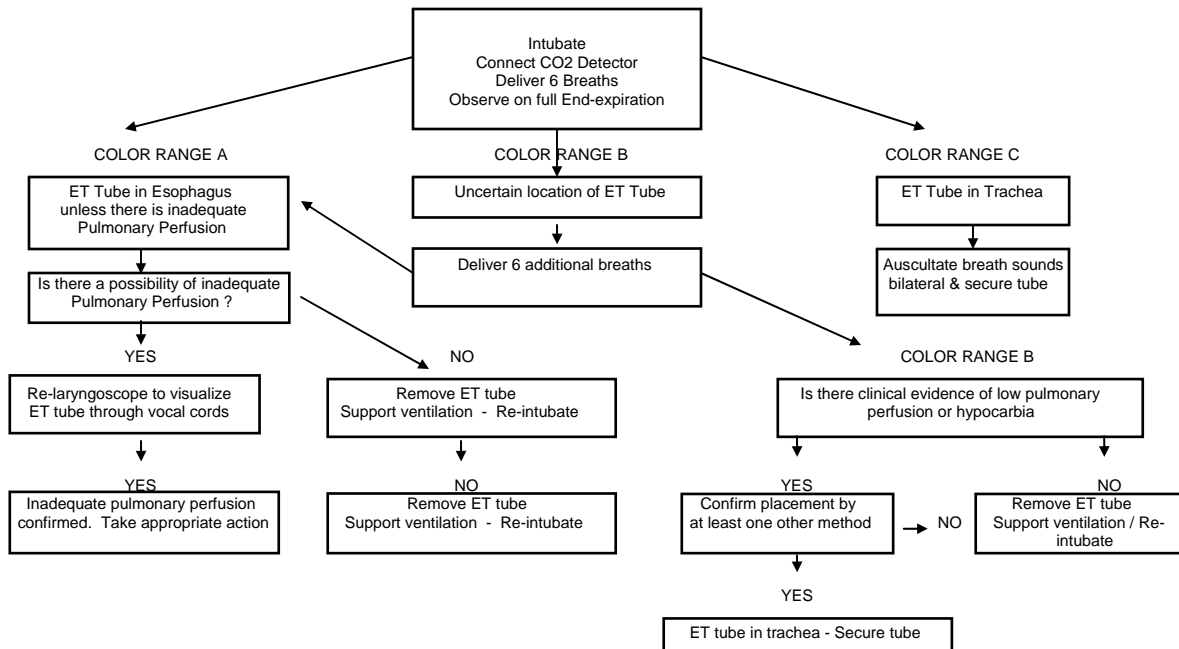 Intubate
Connect CO2 Detector
Deliver 6 Breaths
Observe on full End-expiration
COLOR RANGE A
COLOR RANGE B
COLOR RANGE C
ET Tube in Esophagus
unless there is inadequate
Pulmonary Perfusion
Uncertain location of ET Tube
ET Tube in Trachea
Deliver 6 additional breaths
Auscultate breath sounds
bilateral & secure tube
Is there a possibility of inadequate
Pulmonary Perfusion ?
YES
NO
COLOR RANGE B
Re-laryngoscope to visualize
ET tube through vocal cords
Remove ET tube
Support ventilation - Re-intubate
Is there clinical evidence of low pulmonary
perfusion or hypocarbia
YES
NO
YES
NO
Inadequate pulmonary perfusion
confirmed. Take appropriate action
Remove ET tube
Support ventilation - Re-intubate
Confirm placement by
at least one other method
NO
Remove ET tube
Support ventilation / Re-
intubate
YES
ET tube in trachea - Secure tube